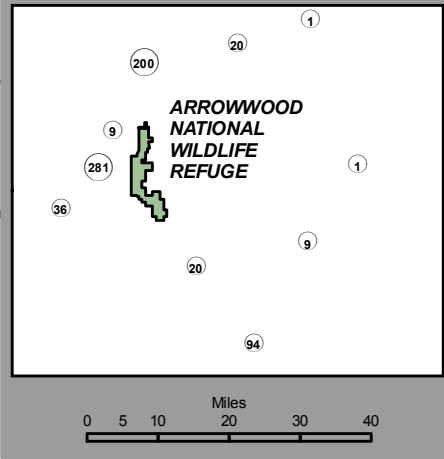 1
20
200
ARROWWOOD
NATIONAL
WILDLIFE
REFUGE
9
281
1
36
9
20
94
Miles
0 5 10 20 30 40